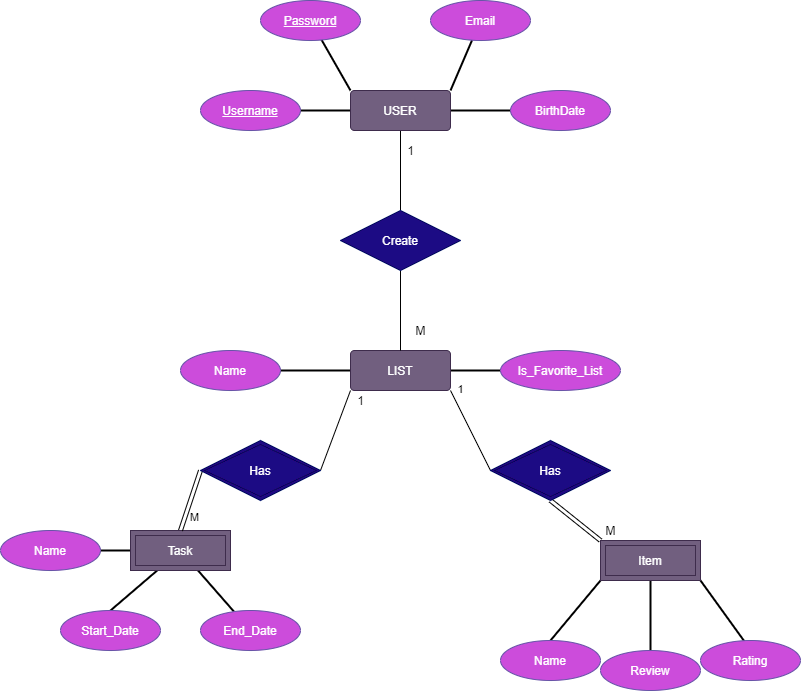 Password
Email
Username
USER
BirthDate
1
Create
M
Name
LIST
Is_Favorite_List
1
1
Has
Has
M
M
Name
Task
Item
Start_Date
End_Date
Name
Review
Rating